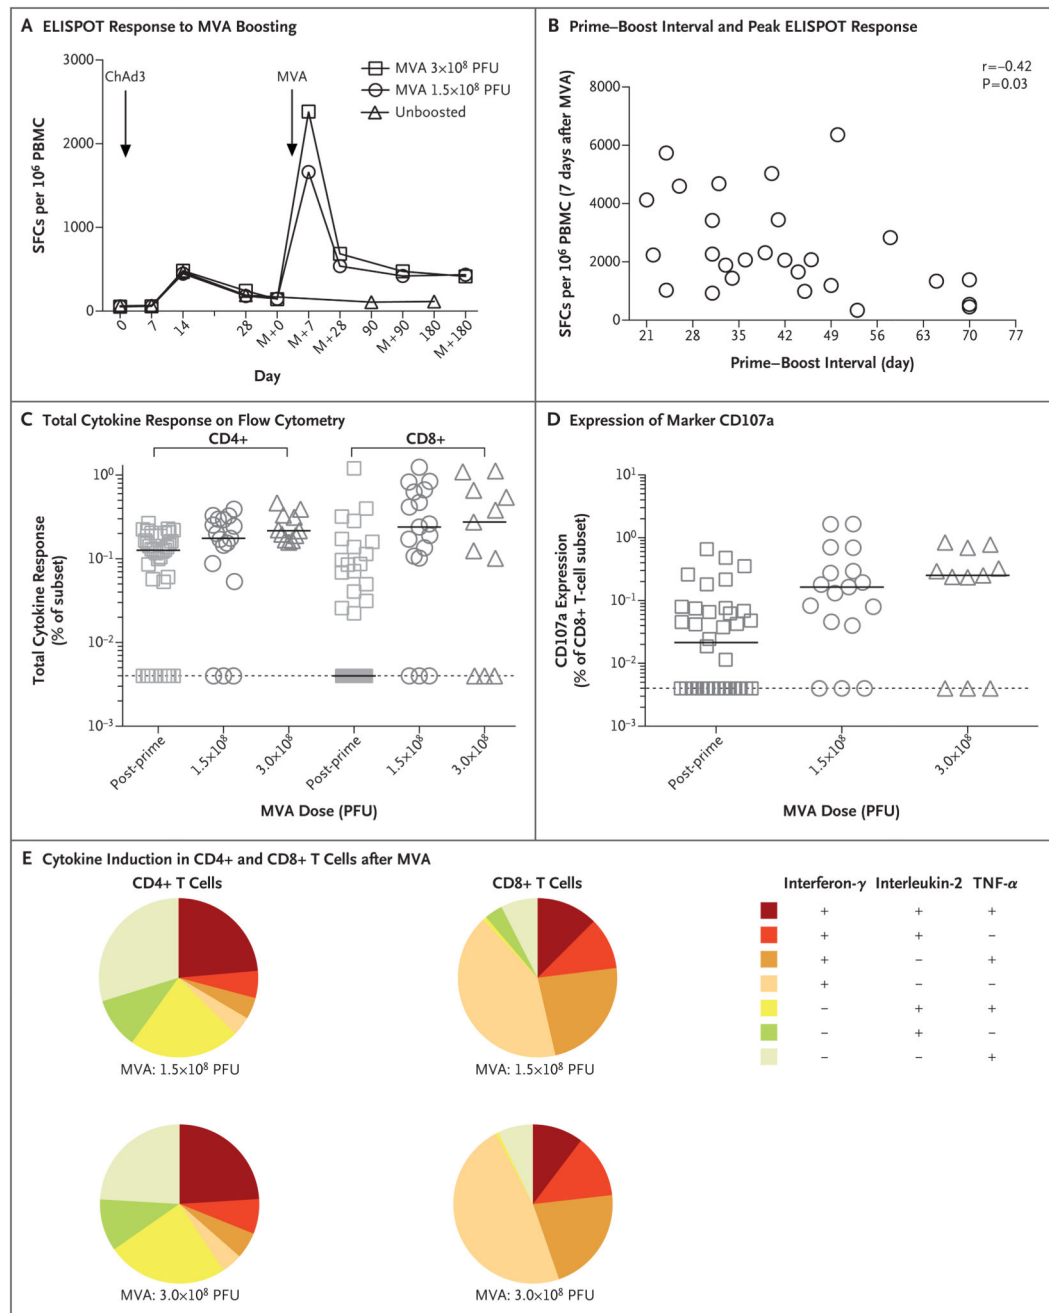 A ELISPOT Response to MVA Boosting
3000
2000
1000
0
SFCs per 10⁶ PBMC
ChAd3
MVA
MVA 3×10⁸ PFU
MVA 1.5×10⁸ PFU
Unboosted
0
7
14
28
M+0
M+7
M+28
90
M+90
180
M+180
Day
B Prime–Boost Interval and Peak ELISPOT Response
r=–0.42
P=0.03
8000
6000
4000
2000
0
SFCs per 10⁶ PBMC (7 days after MVA)
21 28 35 42 49 56 63 70 77
Prime–Boost Interval (day)
C Total Cytokine Response on Flow Cytometry
CD4+ CD8+
10⁰
10⁻¹
10⁻²
10⁻³
Total Cytokine Response
(% of subset)
Post-prime
1.5×10⁸
3.0×10⁸
Post-prime
1.5×10⁸
3.0×10⁸
MVA Dose (PFU)
D Expression of Marker CD107a
10¹
10⁰
10⁻¹
10⁻²
10⁻³
CD107a Expression
(% of CD8+ T-cell subset)
Post-prime
1.5×10⁸
3.0×10⁸
MVA Dose (PFU)
E Cytokine Induction in CD4+ and CD8+ T Cells after MVA
CD4+ T Cells
CD8+ T Cells
MVA: 1.5×10⁸ PFU
MVA: 1.5×10⁸ PFU
MVA: 3.0×10⁸ PFU
MVA: 3.0×10⁸ PFU
Interferon-γ Interleukin-2 TNF-α
+ + +
+ + –
+ – +
+ – –
– + +
– + –
– – +